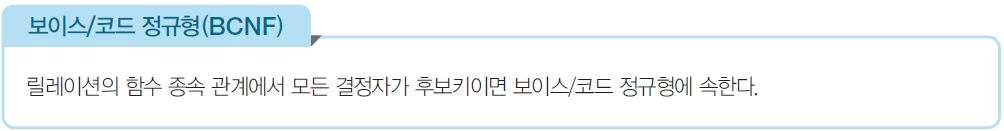 보이스/코드 정규형(BCNF)
릴레이션의 함수 종속 관계에서 모든 결정자가 후보키이면 보이스/코드 정규형에 속한다.